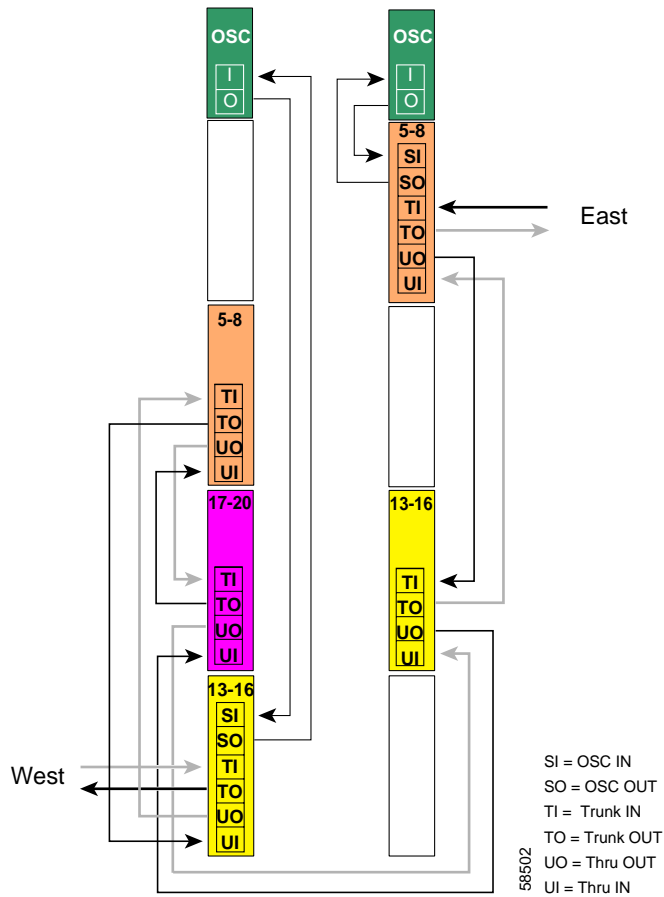 OSC
I
O
5-8
TI
TO
UO
UI
17-20
TI
TO
UO
UI
13-16
SI
SO
TI
TO
UO
UI
West
OSC
I
O
5-8
SI
SO
TI
TO
UO
UI
East
13-16
TI
TO
UO
UI
SI = OSC IN
SO = OSC OUT
TI = Trunk IN
TO = Trunk OUT
UO = Thru OUT
UI = Thru IN
58502